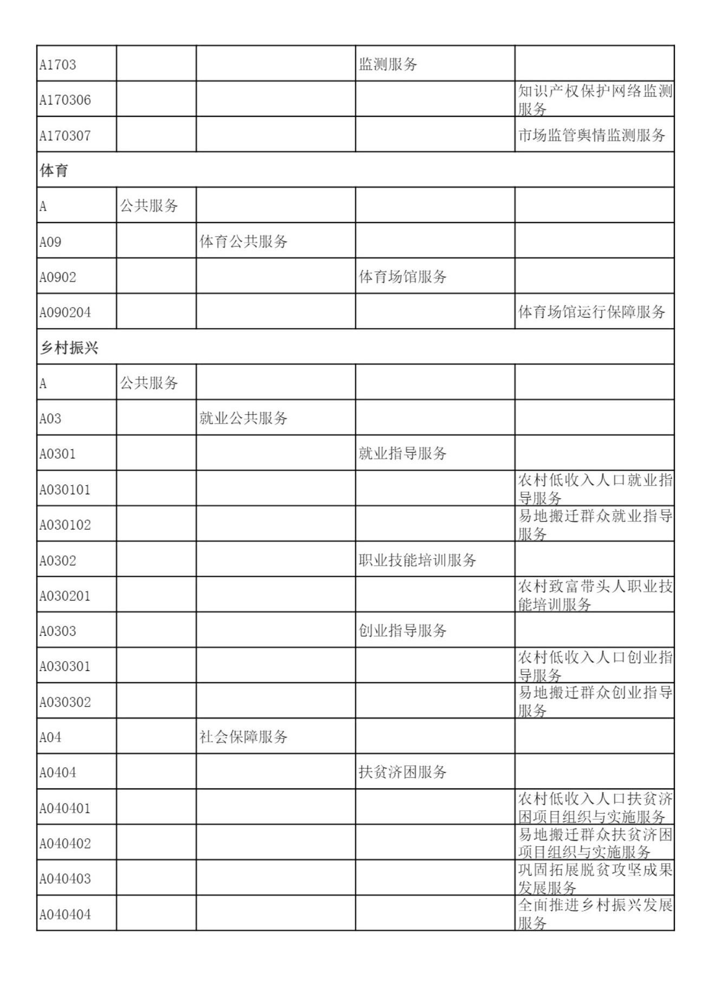 A1703 监测服务
A170306 知识产权保护网络监测
服务
A170307 市场监管舆情监测服务
体育
A 公共服务
A09 体育公共服务
A0902 体育场馆服务
A090204 体育场馆运行保障服务
乡村振兴
A 公共服务
A03 就业公共服务
A0301 就业指导服务
A030101 农村低收入人口就业指
导服务
A030102 易地搬迁群众就业指导
服务
A0302 职业技能培训服务
A030201 农村致富带头人职业技
能培训服务
A0303 创业指导服务
A030301 农村低收入人口创业指
导服务
A030302 易地搬迁群众创业指导
服务
A04 社会保障服务
A0404 扶贫济困服务
A040401 农村低收入人口扶贫济
困项目组织与实施服务
A040402 易地搬迁群众扶贫济困
项目组织与实施服务
A040403 巩固拓展脱贫攻坚成果
发展服务
A040404 全面推进乡村振兴发展
服务